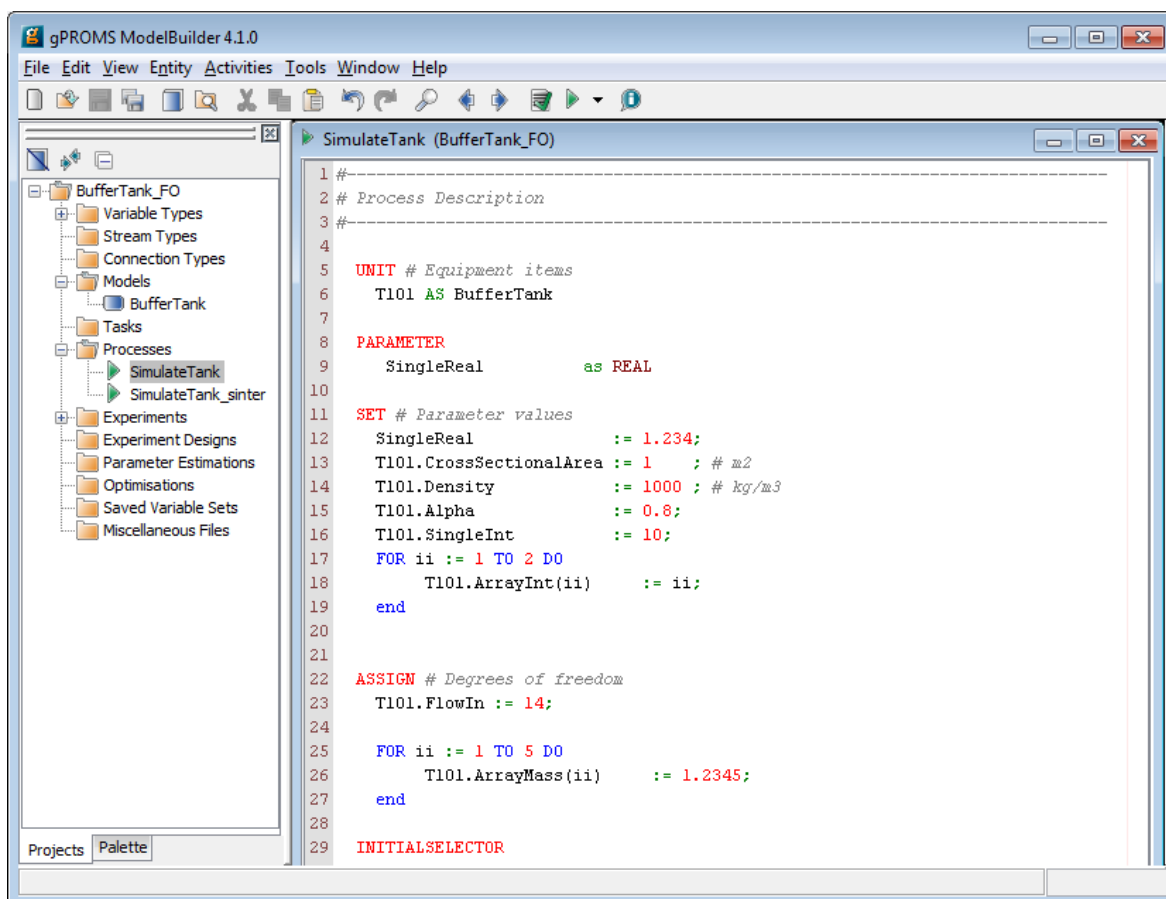 gPROMS ModelBuilder 4.1.0
File Edit View Entity Activities Tools Window Help
BufferTank_FO
Variable Types
Stream Types
Connection Types
Models
BufferTank
Tasks
Processes
SimulateTank
SimulateTank_sinter
Experiments
Experiment Designs
Parameter Estimations
Optimisations
Saved Variable Sets
Miscellaneous Files
Projects Palette
SimulateTank (BufferTank_FO)
1 #--------------------------------------------------------------------------------
2 # Process Description
3 #--------------------------------------------------------------------------------
4
5 UNIT # Equipment items
6 T101 AS BufferTank
7
8 PARAMETER
9 SingleReal as REAL
10
11 SET # Parameter values
12 SingleReal := 1.234;
13 T101.CrossSectionalArea := 1 ; # m2
14 T101.Density := 1000 ; # kg/m3
15 T101.Alpha := 0.8;
16 T101.SingleInt := 10;
17 FOR ii := 1 TO 2 DO
18 T101.ArrayInt(ii) := ii;
19 end
20
21
22 ASSIGN # Degrees of freedom
23 T101.FlowIn := 14;
24
25 FOR ii := 1 TO 5 DO
26 T101.ArrayMass(ii) := 1.2345;
27 end
28
29 INITIALSELECTOR